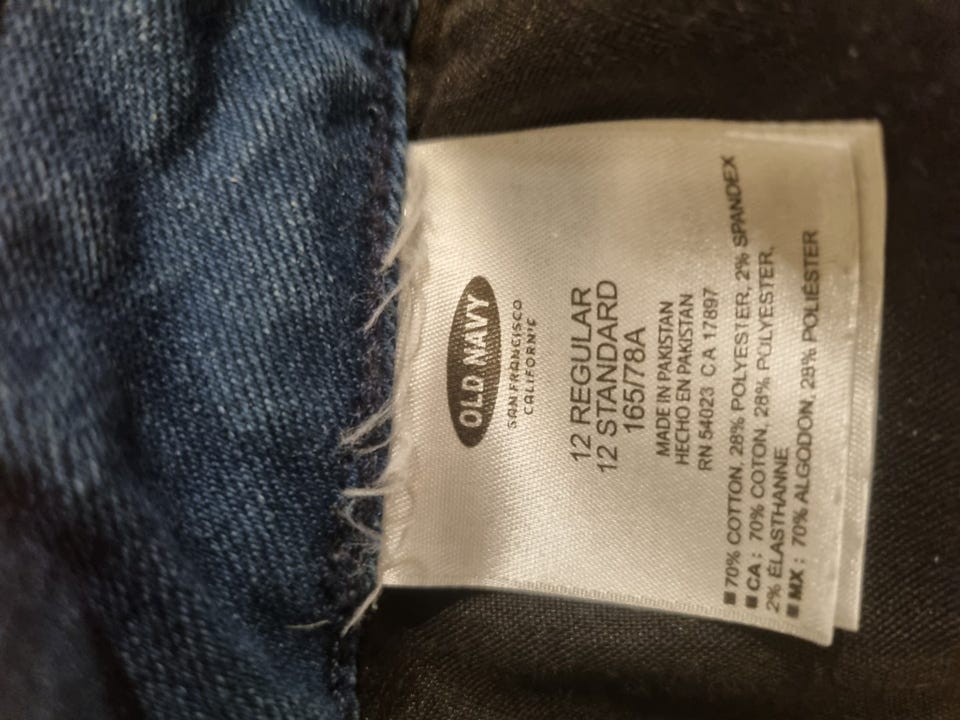 OLD NAVY
SAN FRANCISCO
CALIFORNIE
12 REGULAR
12 STANDARD
165/78A
MADE IN PAKISTAN
HECHO EN PAKISTAN
RN 54023 CA 17897
■ 70% COTTON, 28% POLYESTER, 2% SPANDEX
■ CA : 70% COTON, 28% POLYESTER,
2% ÉLASTHANNE
■ MX : 70% ALGODON, 28% POLIÉSTER